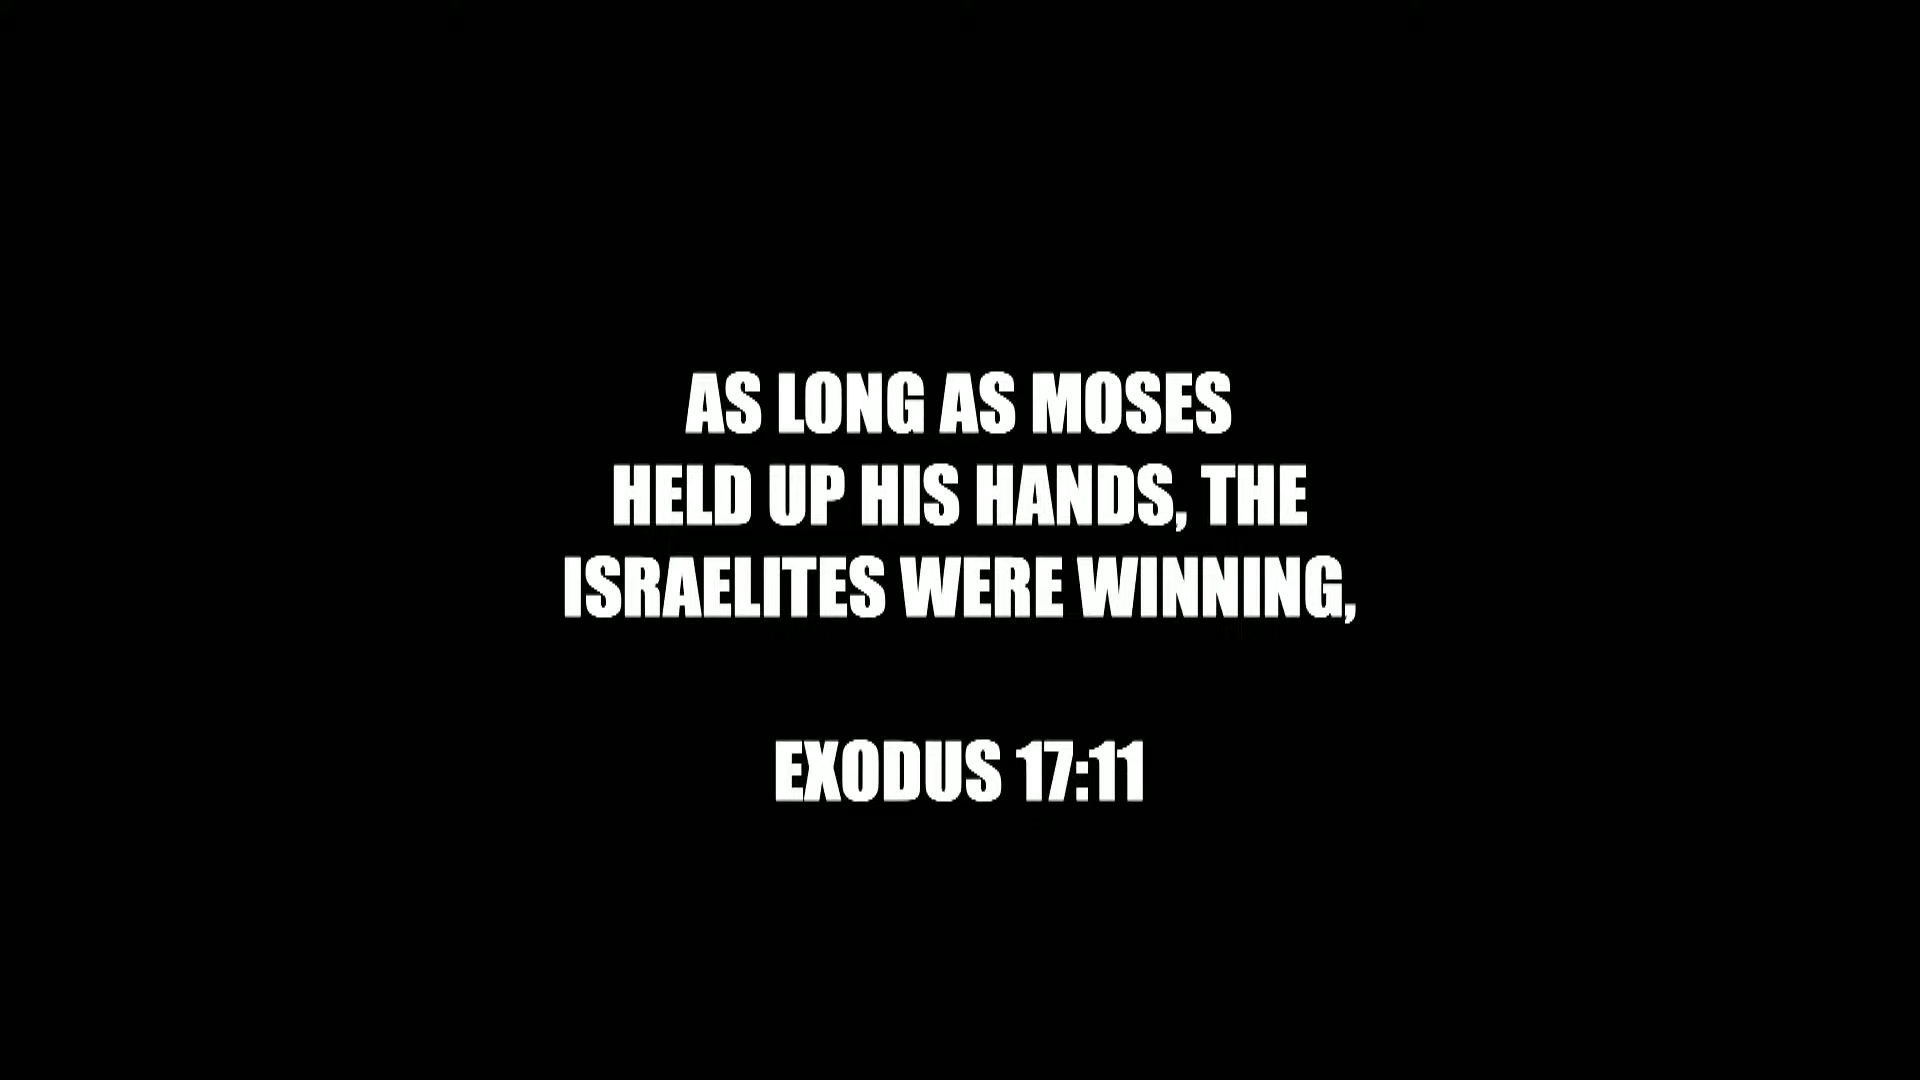 AS LONG AS MOSES
HELD UP HIS HANDS, THE
ISRAELITES WERE WINNING,
EXODUS 17:11